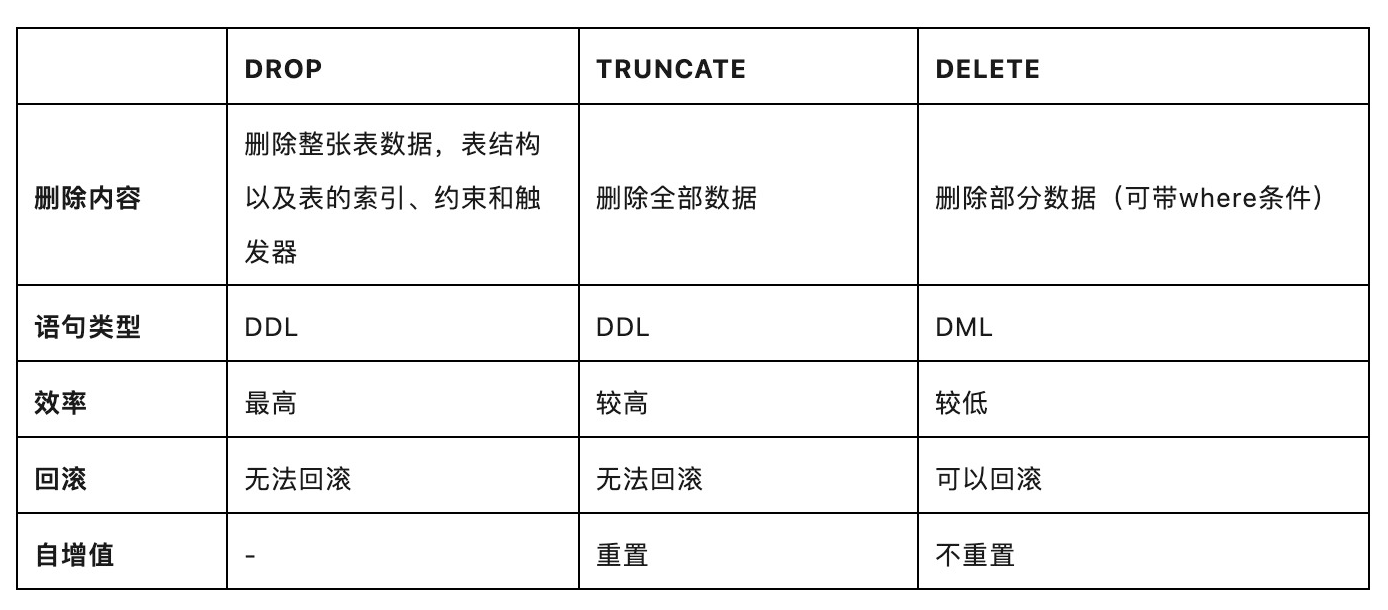 DROP TRUNCATE DELETE
删除整张表数据，表结构
删除内容 以及表的索引、约束和触 删除全部数据 删除部分数据（可带where条件）
发器
语句类型 DDL DDL DML
效率 最高 较高 较低
回滚 无法回滚 无法回滚 可以回滚
自增值 - 重置 不重置